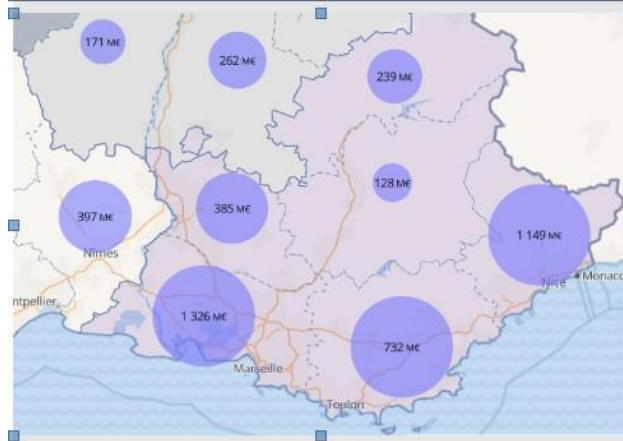 171 M€
262 M€
239 M€
128 M€
385 M€
397 M€
1 149 M€
Nîmes
Nice
Monaco
ntpellier
1 326 M€
732 M€
Marseille
Toulon